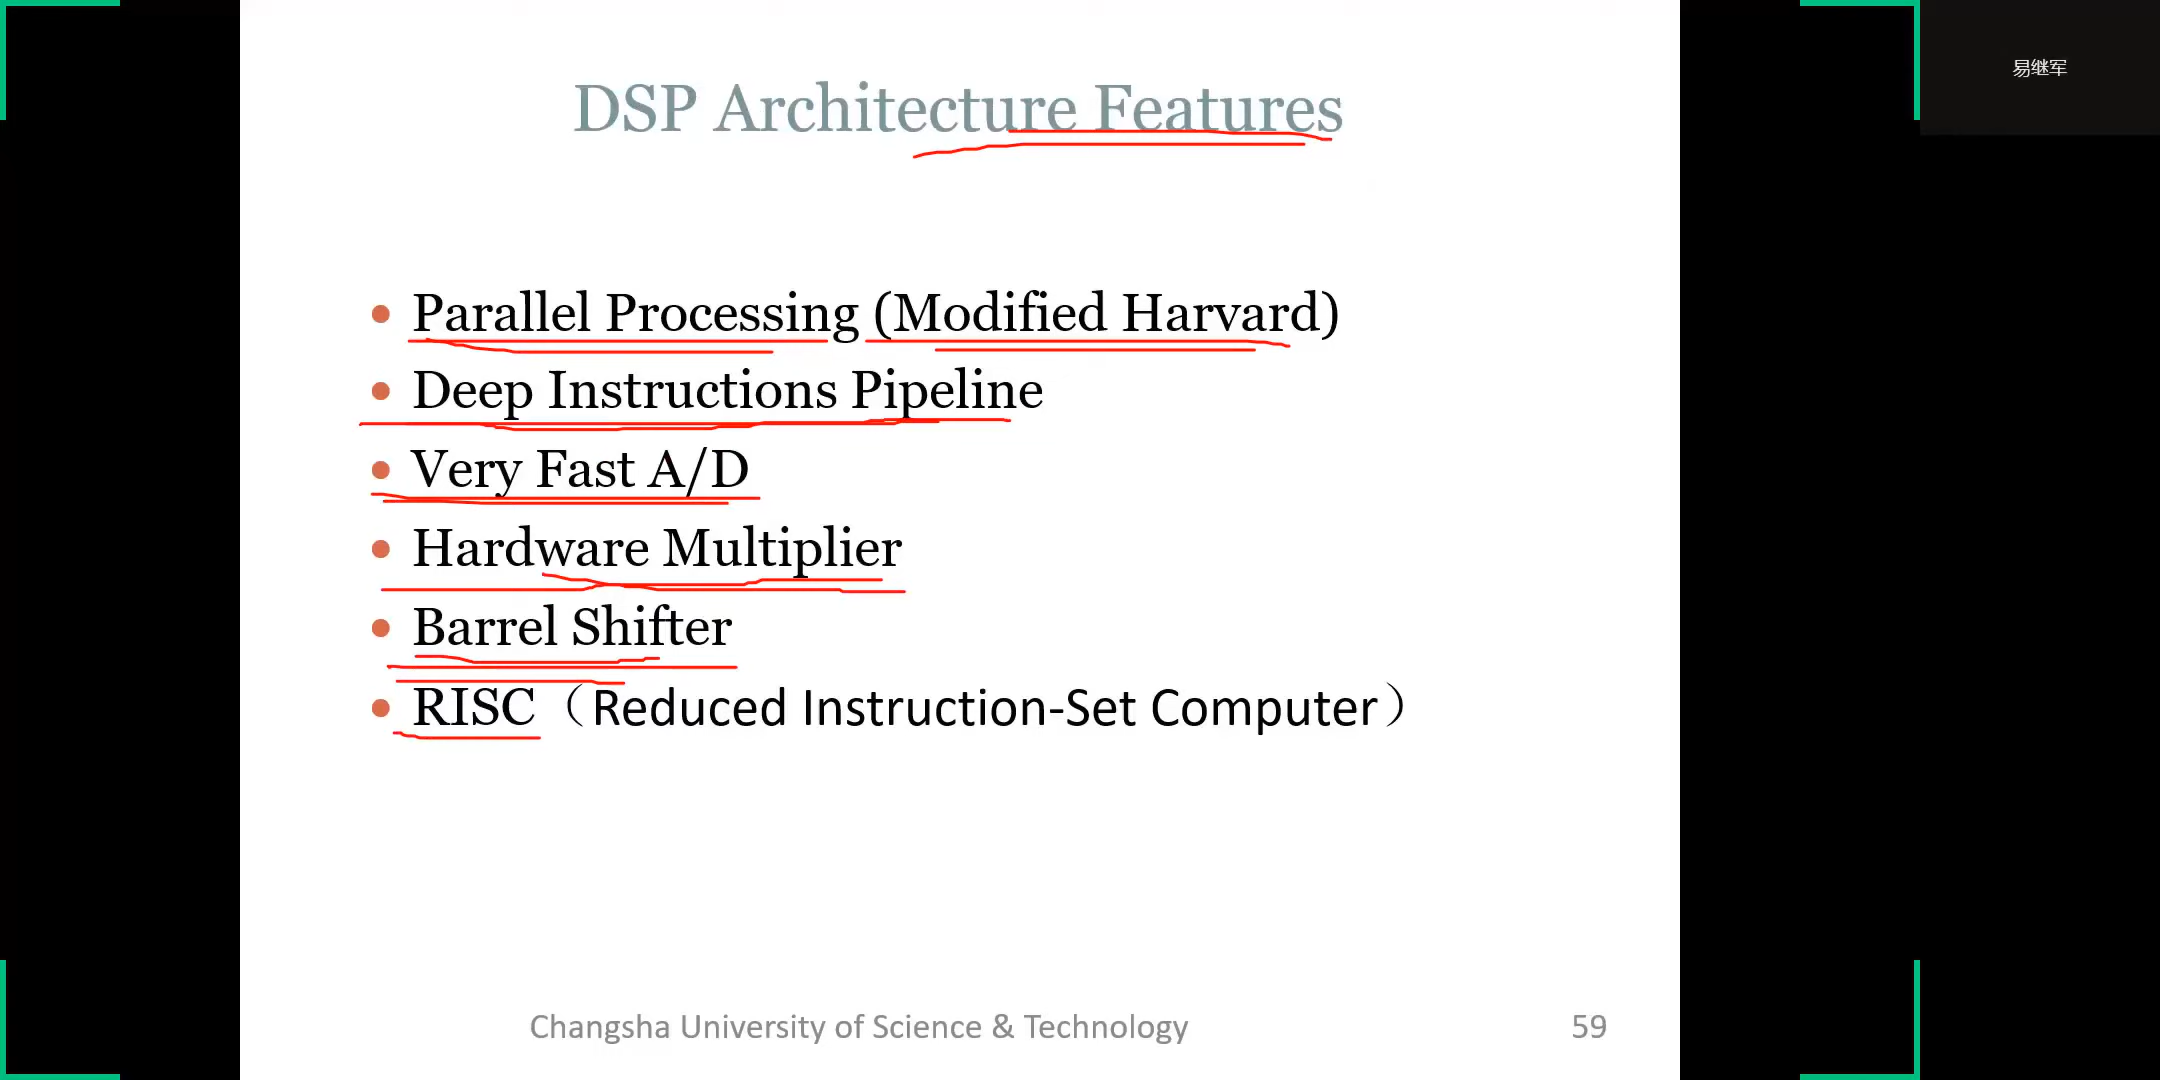 易继军
DSP Architecture Features
• Parallel Processing (Modified Harvard)
• Deep Instructions Pipeline
• Very Fast A/D
• Hardware Multiplier
• Barrel Shifter
• RISC（Reduced Instruction-Set Computer）
Changsha University of Science & Technology
59